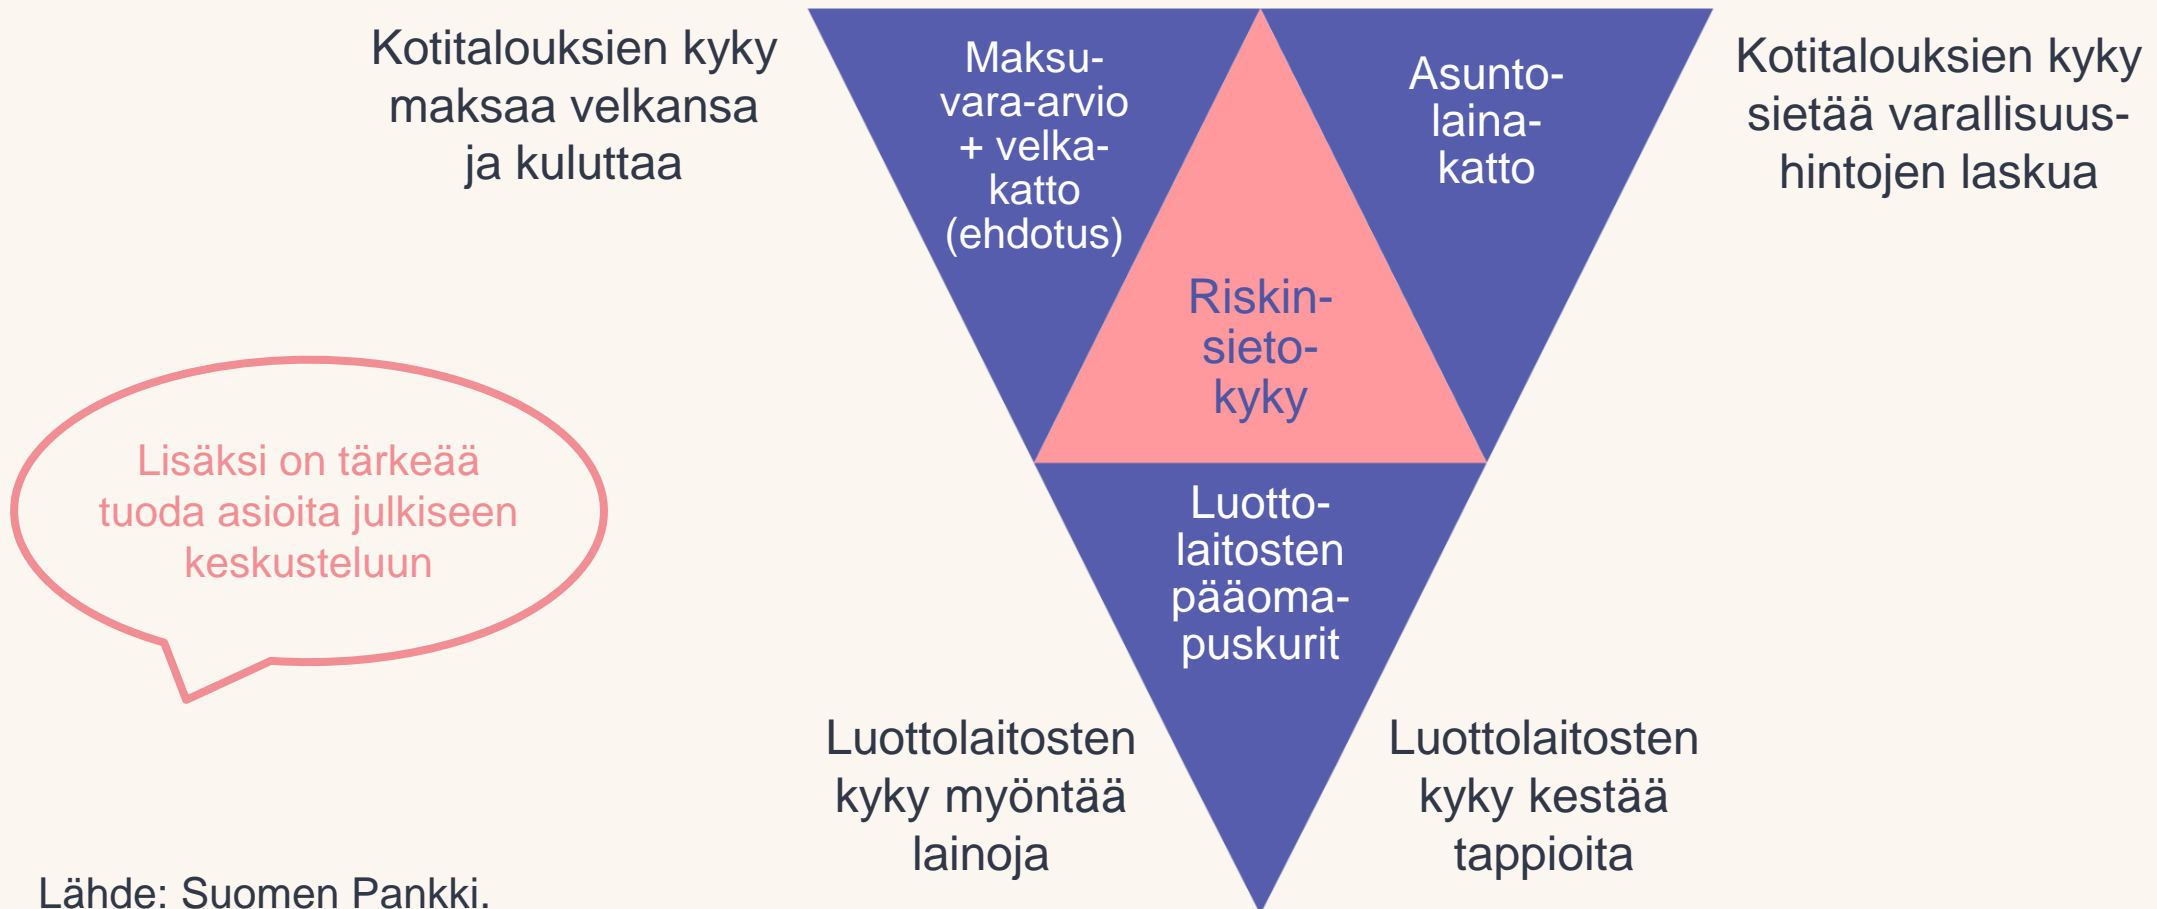 Kotitalouksien kyky
maksaa velkansa
ja kuluttaa
Maksu-
vara-arvio
+ velka-
katto
(ehdotus)
Asunto-
laina-
katto
Kotitalouksien kyky
sietää varallisuus-
hintojen laskua
Riskin-
sieto-
kyky
Lisäksi on tärkeää
tuoda asioita julkiseen
keskusteluun
Luotto-
laitosten
pääoma-
puskurit
Luottolaitosten
kyky myöntää
lainoja
Luottolaitosten
kyky kestää
tappioita
Lähde: Suomen Pankki.